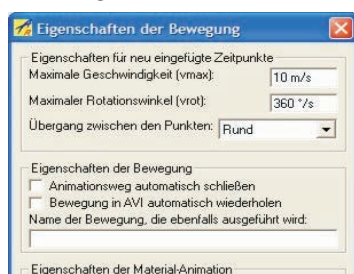 Eigenschaften der Bewegung
Eigenschaften für neu eingefügte Zeitpunkte
Maximale Geschwindigkeit (vmax): 10 m/s
Maximaler Rotationswinkel (vrot): 360 °/s
Übergang zwischen den Punkten: Rund
Eigenschaften der Bewegung
Animationsweg automatisch schließen
Bewegung in AVI automatisch wiederholen
Name der Bewegung, die ebenfalls ausgeführt wird:
Eigenschaften der Material-Animation